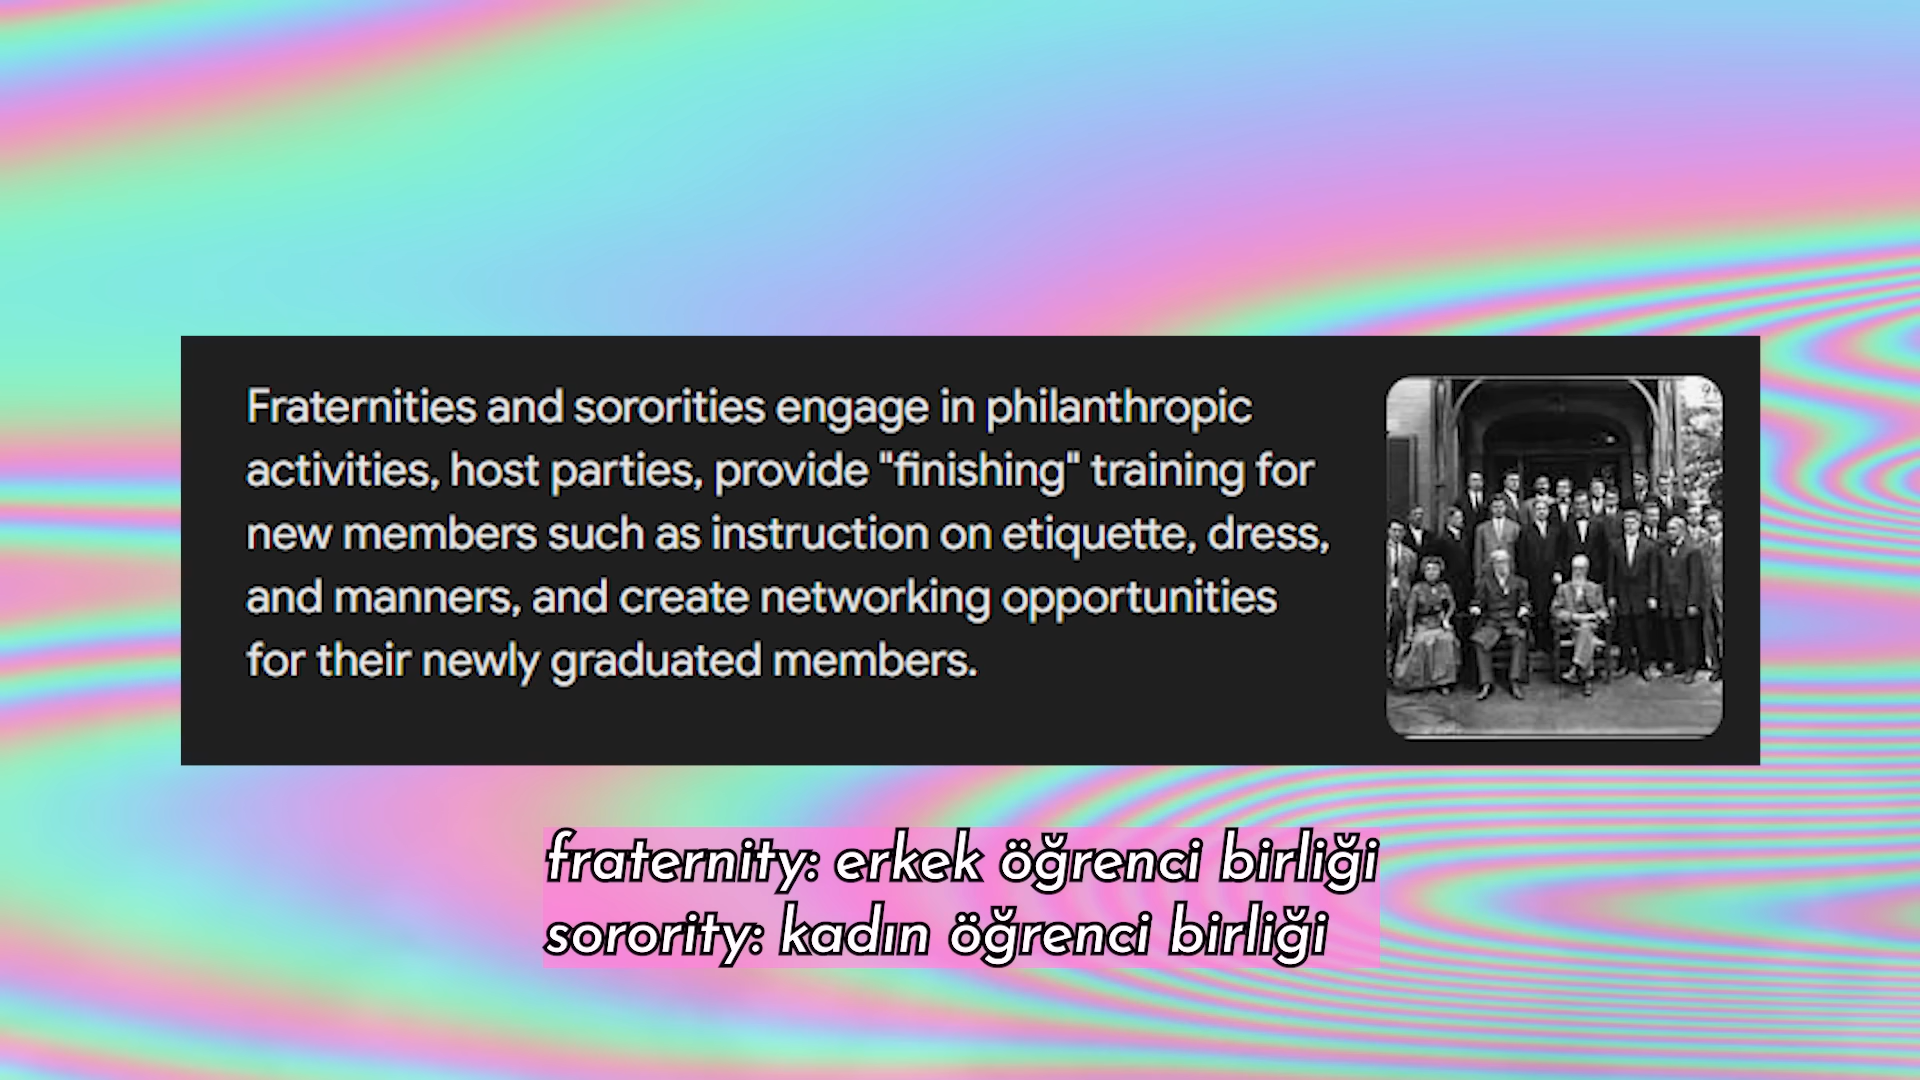 Fraternities and sororities engage in philanthropic
activities, host parties, provide "finishing" training for
new members such as instruction on etiquette, dress,
and manners, and create networking opportunities
for their newly graduated members.
fraternity: erkek öğrenci birliği
sorority: kadın öğrenci birliği